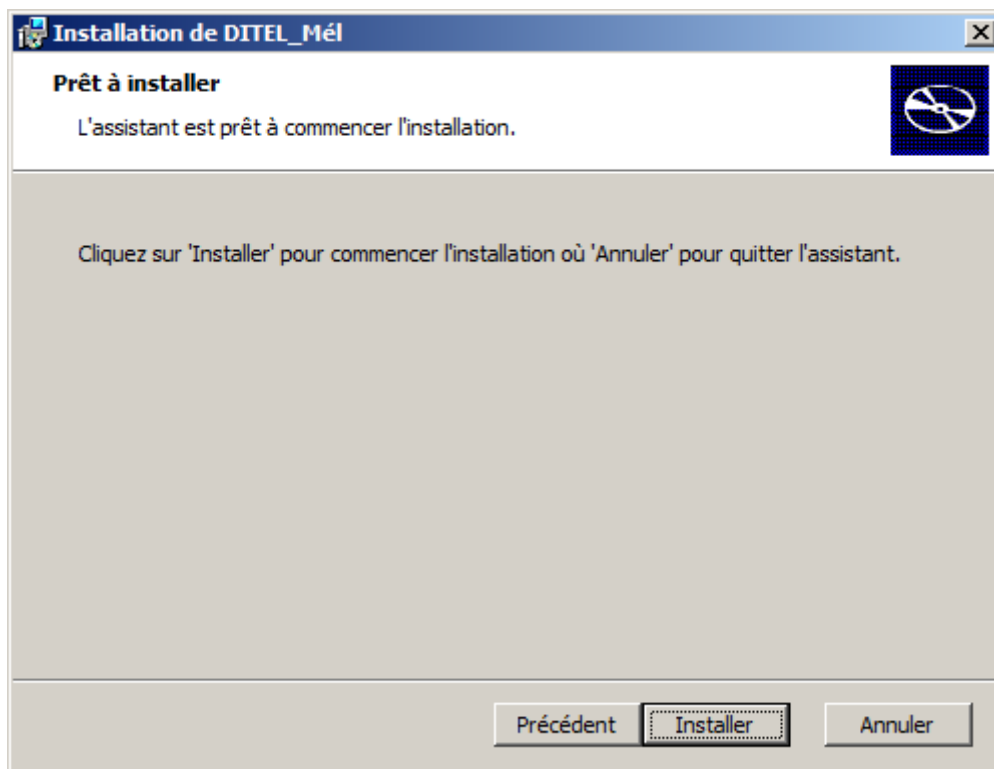 Installation de DITEL_Mél
Prêt à installer
L'assistant est prêt à commencer l'installation.
Cliquez sur 'Installer' pour commencer l'installation où 'Annuler' pour quitter l'assistant.
Précédent Installer Annuler